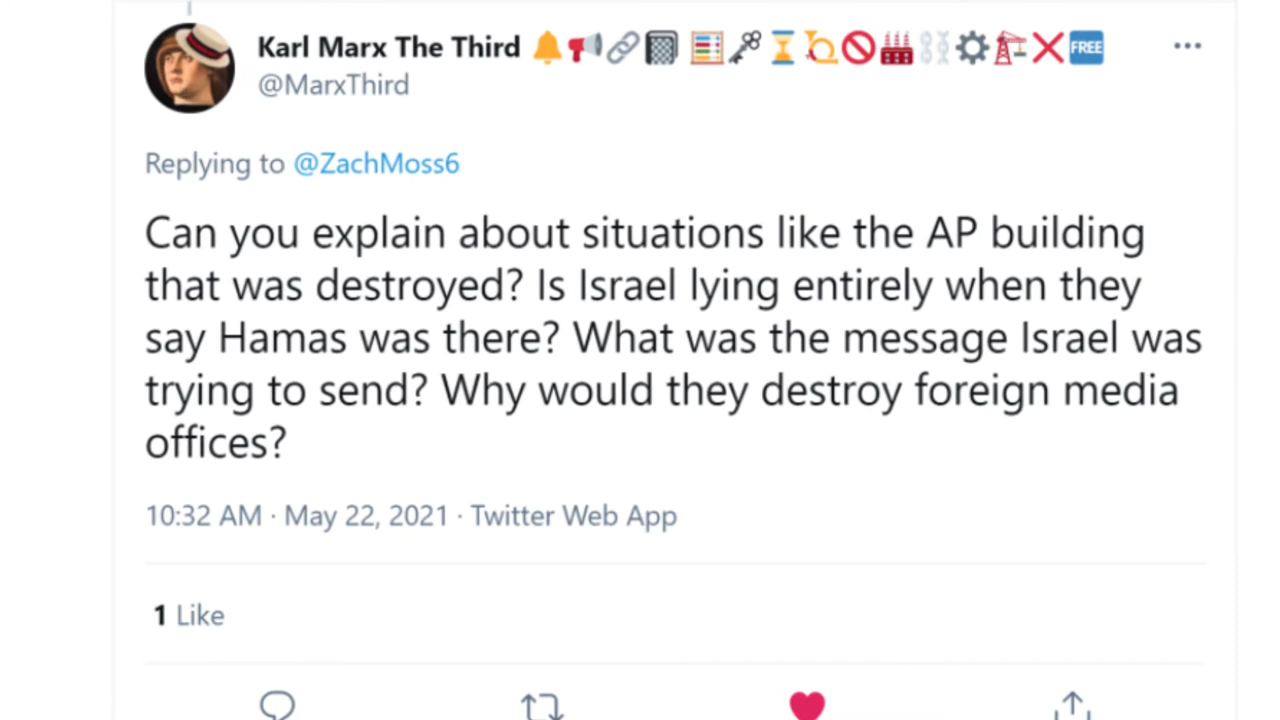 Karl Marx The Third 🔔📢🔗📓🧮🗝⏳📯🚫🏭⛓⚙🏗❌🆓
@MarxThird
Replying to @ZachMoss6
Can you explain about situations like the AP building
that was destroyed? Is Israel lying entirely when they
say Hamas was there? What was the message Israel was
trying to send? Why would they destroy foreign media
offices?
10:32 AM · May 22, 2021 · Twitter Web App
1 Like